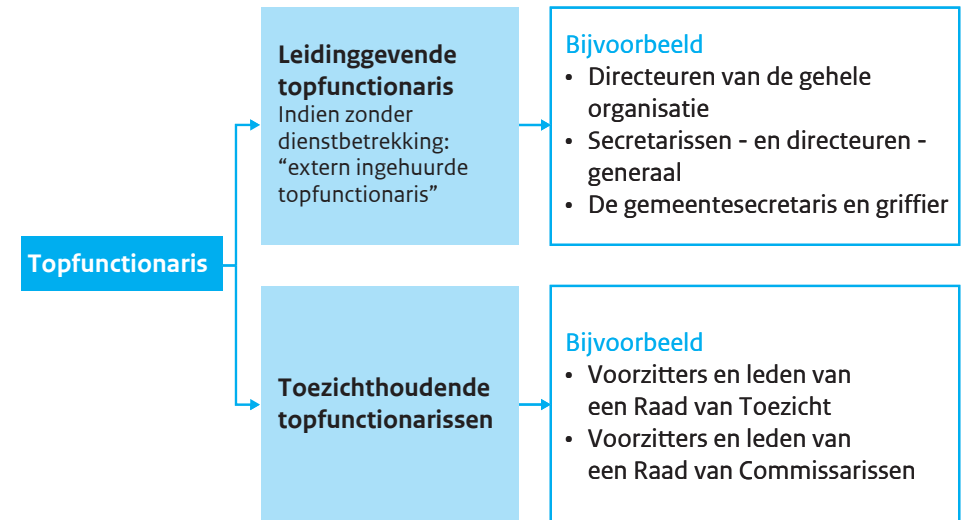 Topfunctionaris
Leidinggevende
topfunctionaris
Indien zonder
dienstbetrekking:
“extern ingehuurde
topfunctionaris”
Bijvoorbeeld
• Directeuren van de gehele
organisatie
• Secretarissen - en directeuren -
generaal
• De gemeentesecretaris en griffier
Toezichthoudende
topfunctionarissen
Bijvoorbeeld
• Voorzitters en leden van
een Raad van Toezicht
• Voorzitters en leden van
een Raad van Commissarissen